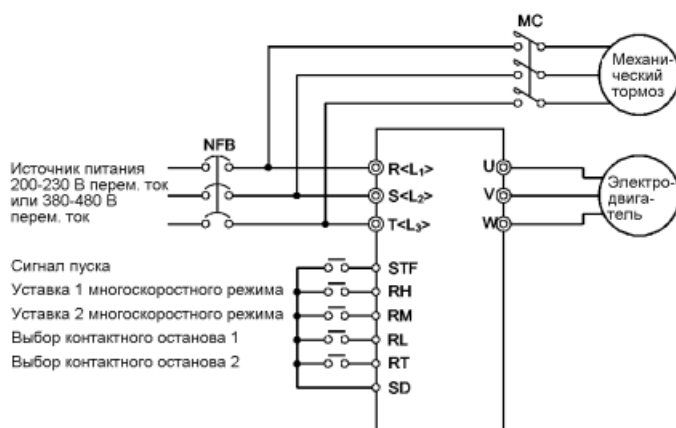 MC
Механи-
ческий
тормоз
NFB
Источник питания
200-230 В перем. ток
или 380-480 В
перем. ток
R<L₁>
S<L₂>
T<L₃>
U
V
W
Электро-
двига-
тель
Сигнал пуска
STF
Уставка 1 многоскоростного режима
RH
Уставка 2 многоскоростного режима
RM
Выбор контактного останова 1
RL
Выбор контактного останова 2
RT
SD